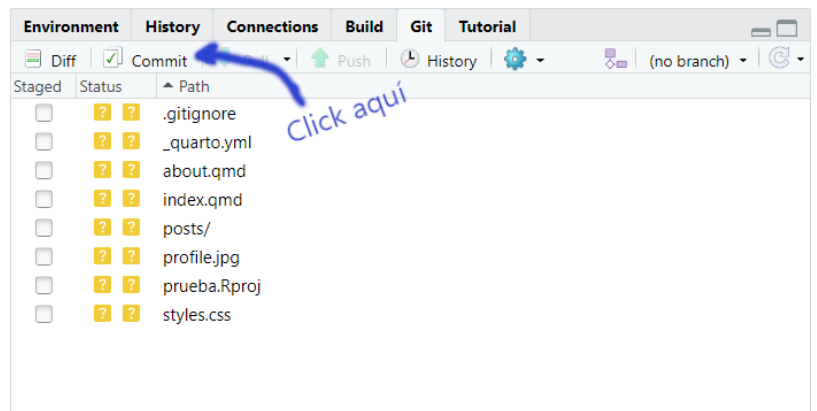 Environment History Connections Build Git Tutorial
Diff Commit Pull Push History (no branch)
Staged Status Path
Click aquí
? ? .gitignore
? ? _quarto.yml
? ? about.qmd
? ? index.qmd
? ? posts/
? ? profile.jpg
? ? prueba.Rproj
? ? styles.css